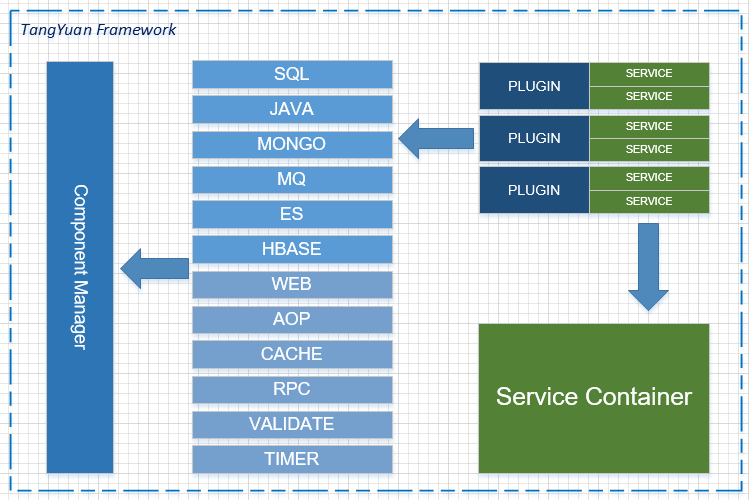 TangYuan Framework
Component Manager
SQL
JAVA
MONGO
MQ
ES
HBASE
WEB
AOP
CACHE
RPC
VALIDATE
TIMER
PLUGIN
SERVICE
SERVICE
PLUGIN
SERVICE
SERVICE
PLUGIN
SERVICE
SERVICE
Service Container